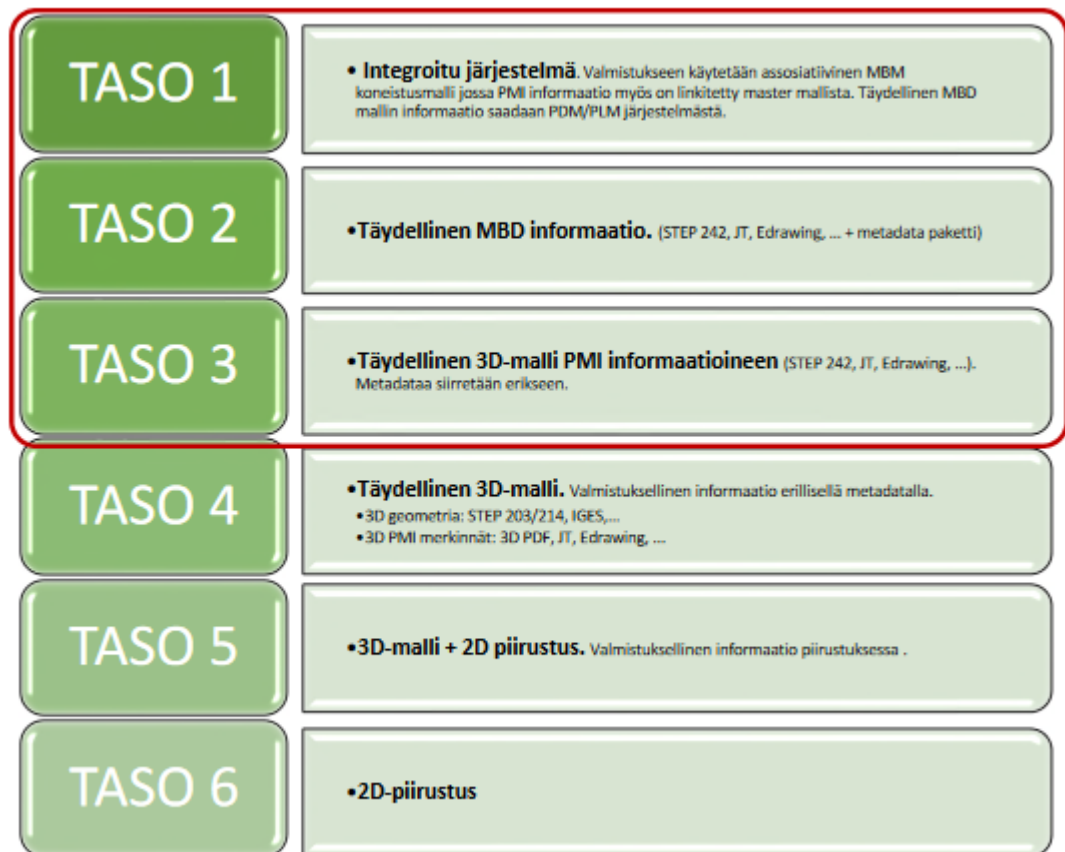 TASO 1
• Integroitu järjestelmä. Valmistukseen käytetään assosiatiivinen MBM
koneistusmalli jossa PMI informaatio myös on linkitetty master mallista. Täydellinen MBD
mallin informaatio saadaan PDM/PLM järjestelmästä.
TASO 2
•Täydellinen MBD informaatio. (STEP 242, JT, Edrawing, ... + metadata paketti)
TASO 3
•Täydellinen 3D-malli PMI informaatioineen (STEP 242, JT, Edrawing, ...).
Metadataa siirretään erikseen.
TASO 4
•Täydellinen 3D-malli. Valmistuksellinen informaatio erillisellä metadatalla.
•3D geometria: STEP 203/214, IGES,...
•3D PMI merkinnät: 3D PDF, JT, Edrawing, ...
TASO 5
•3D-malli + 2D piirustus. Valmistuksellinen informaatio piirustuksessa .
TASO 6
•2D-piirustus